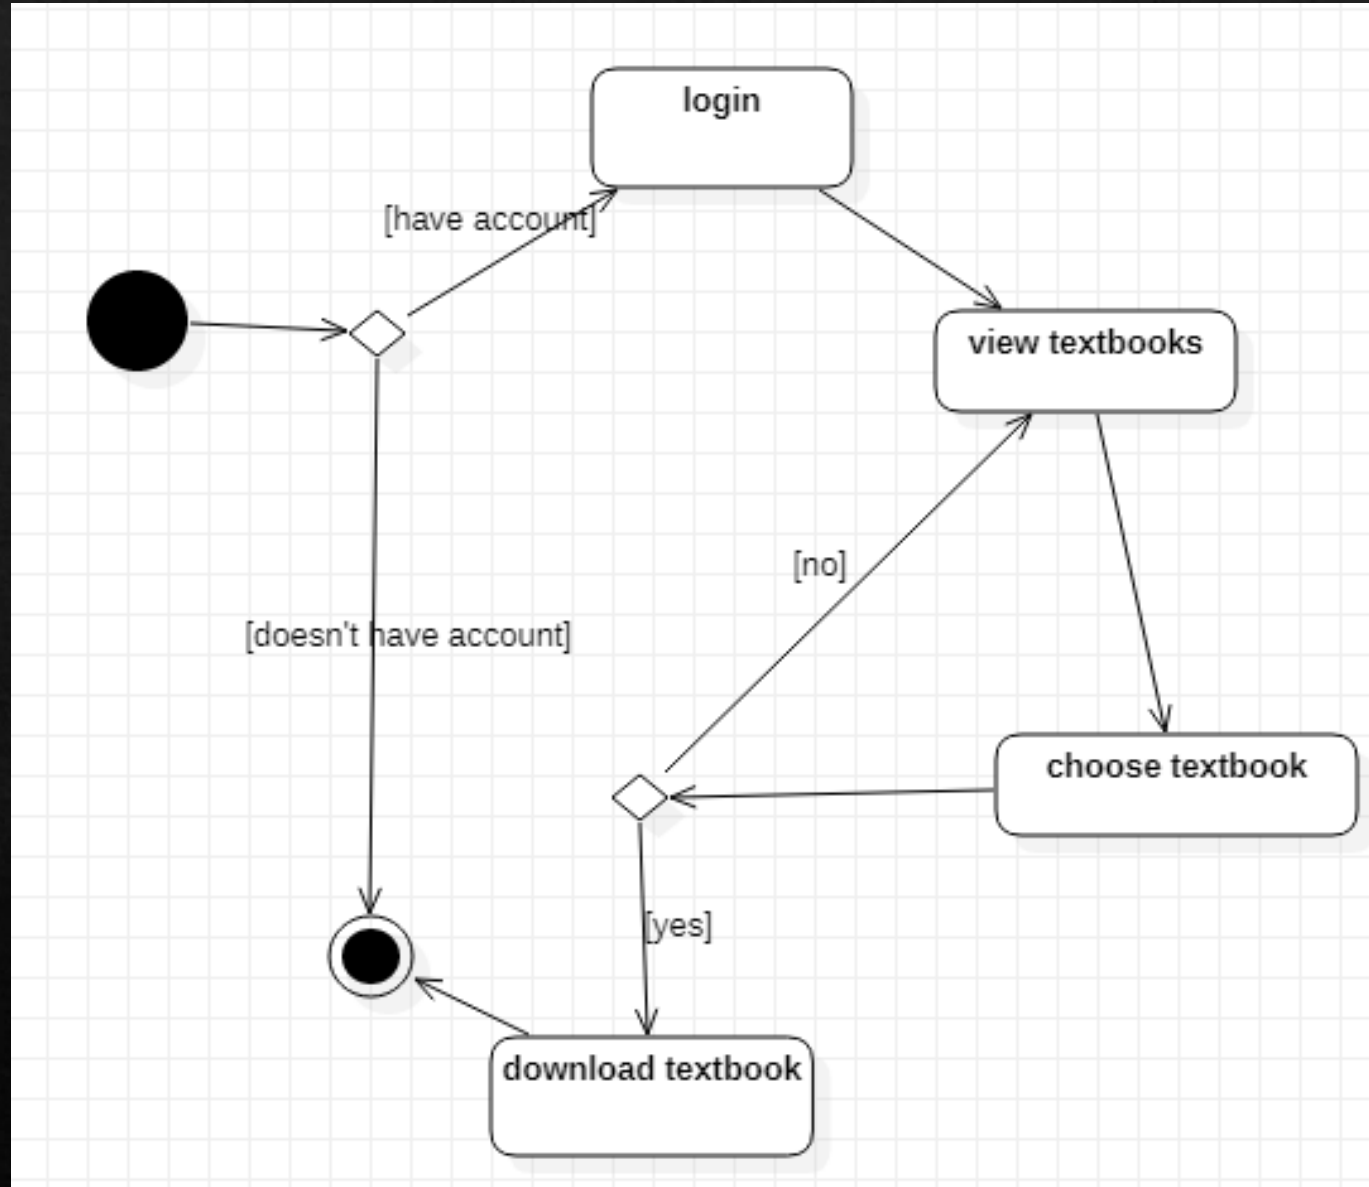 login
[have account]
view textbooks
[no]
[doesn't have account]
choose textbook
[yes]
download textbook